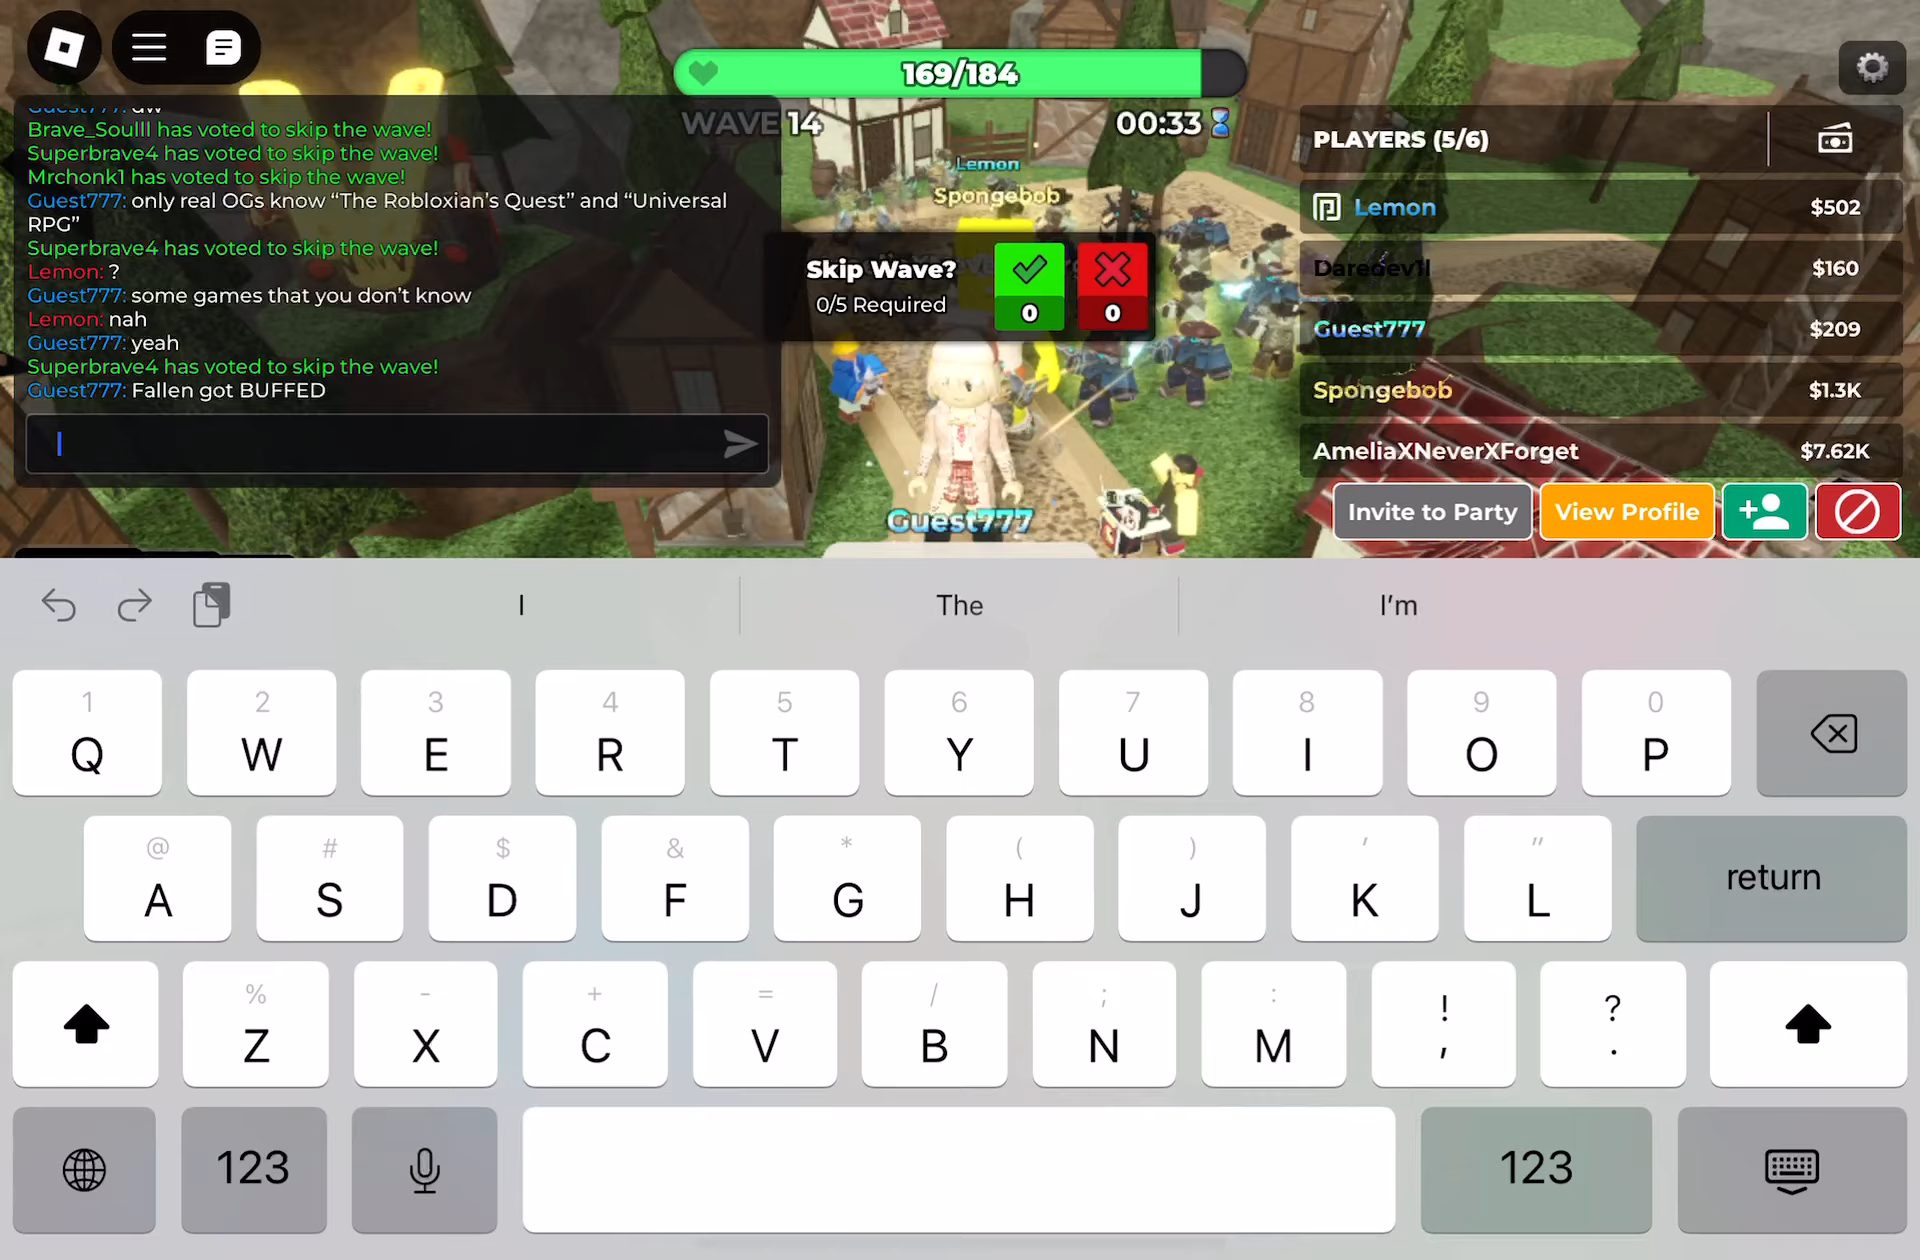 169/184
WAVE 14
00:33
Guest777: aw
Brave_Soulll has voted to skip the wave!
Superbrave4 has voted to skip the wave!
Mrchonk1 has voted to skip the wave!
Guest777: only real OGs know “The Robloxian’s Quest” and “Universal
RPG”
Superbrave4 has voted to skip the wave!
Lemon: ?
Guest777: some games that you don’t know
Lemon: nah
Guest777: yeah
Superbrave4 has voted to skip the wave!
Guest777: Fallen got BUFFED
Lemon
Spongebob
Skip Wave?
0/5 Required
0
0
Guest777
PLAYERS (5/6)
Lemon $502
Daredev1l $160
Guest777 $209
Spongebob $1.3K
AmeliaXNeverXForget $7.62K
Invite to Party View Profile
I The I’m
1 2 3 4 5 6 7 8 9 0
Q W E R T Y U I O P
@ # $ & * ( ) ’ ”
A S D F G H J K L return
% - + = / ; : ! ?
Z X C V B N M , .
123 123